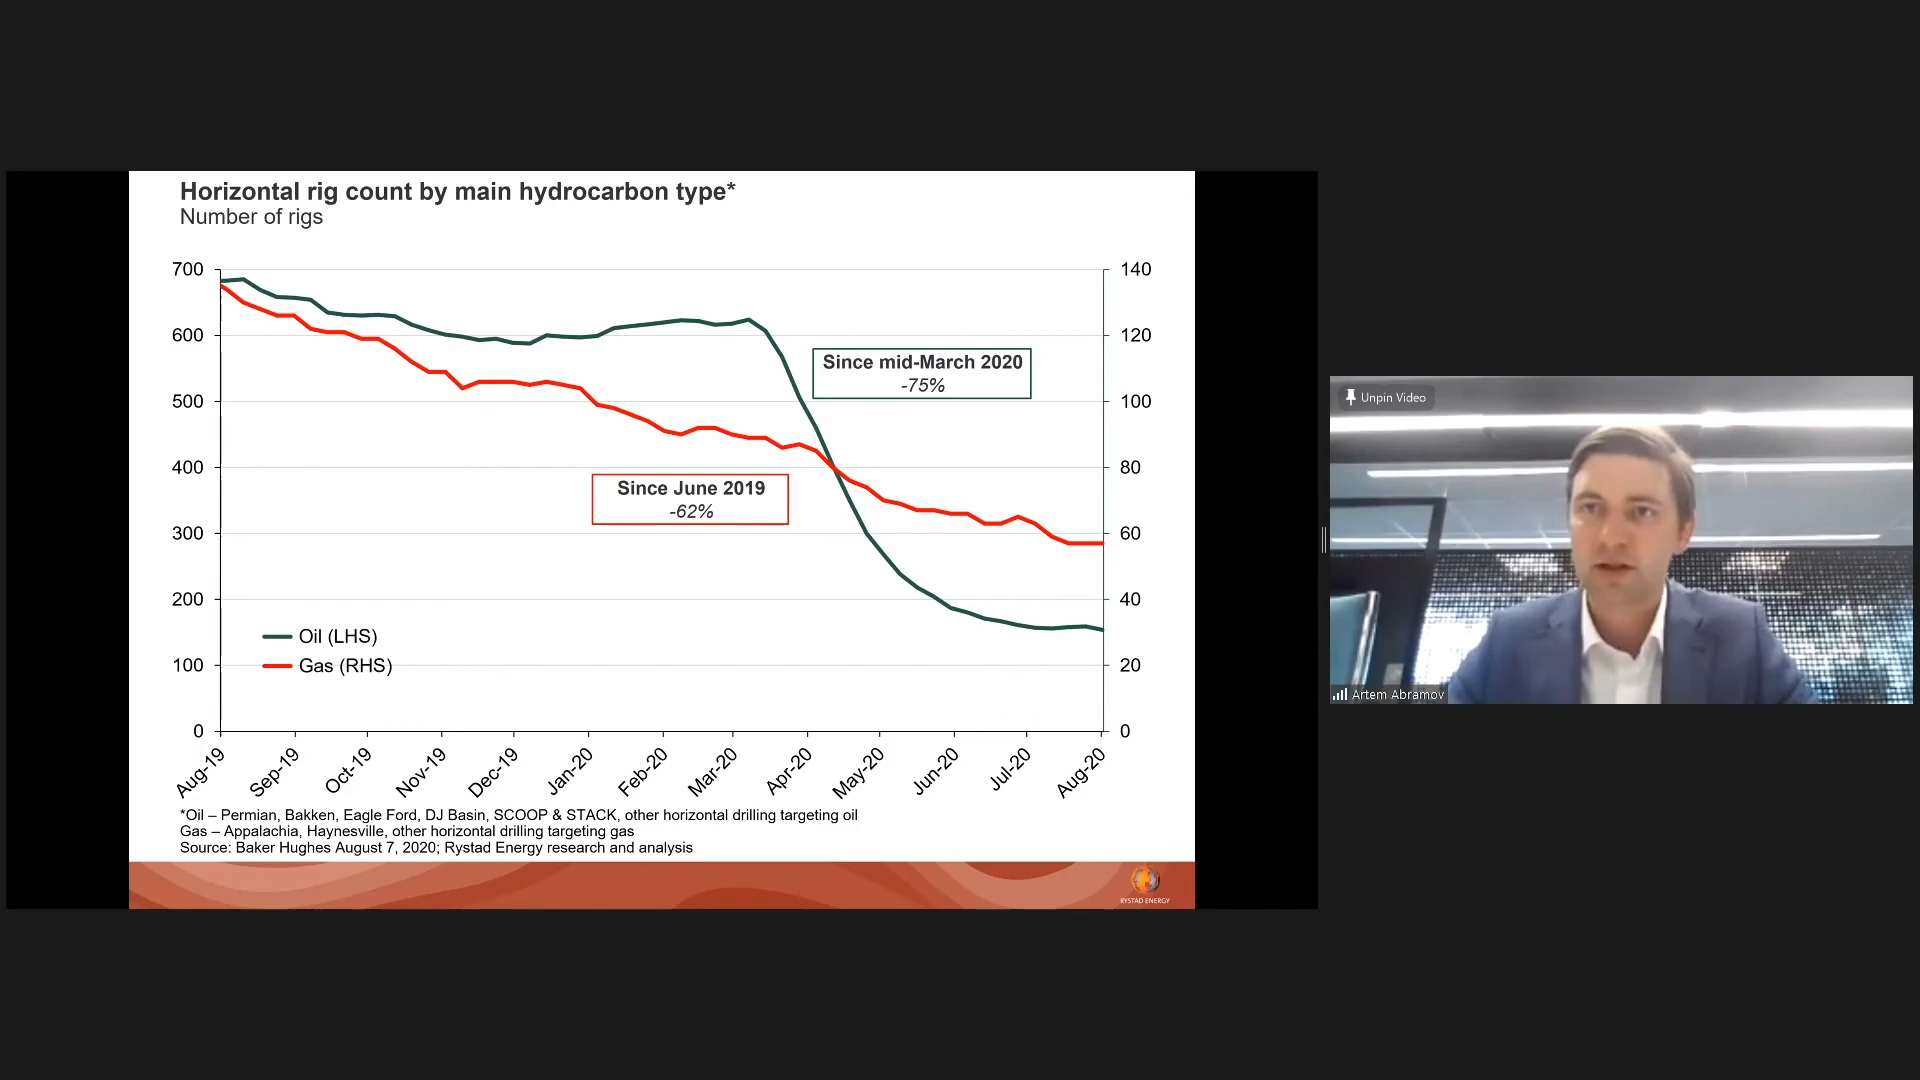 Horizontal rig count by main hydrocarbon type*
Number of rigs
700
600
500
400
300
200
100
0
140
120
100
80
60
40
20
0
Since mid-March 2020
-75%
Since June 2019
-62%
Oil (LHS)
Gas (RHS)
Aug-19
Sep-19
Oct-19
Nov-19
Dec-19
Jan-20
Feb-20
Mar-20
Apr-20
May-20
Jun-20
Jul-20
Aug-20
*Oil – Permian, Bakken, Eagle Ford, DJ Basin, SCOOP & STACK, other horizontal drilling targeting oil
Gas – Appalachia, Haynesville, other horizontal drilling targeting gas
Source: Baker Hughes August 7, 2020; Rystad Energy research and analysis
RYSTAD ENERGY
Unpin Video
Artem Abramov